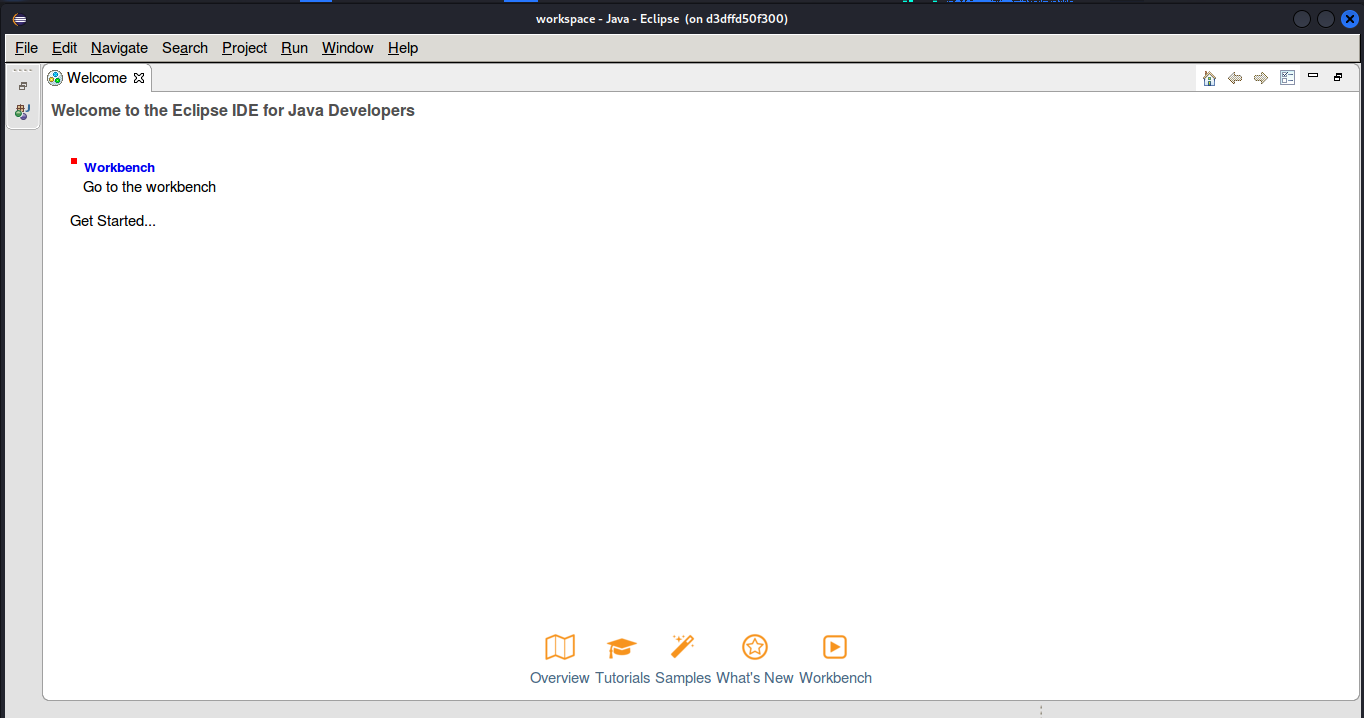 workspace - Java - Eclipse (on d3dffd50f300)
File Edit Navigate Search Project Run Window Help
Welcome
Welcome to the Eclipse IDE for Java Developers
Workbench
Go to the workbench
Get Started...
Overview Tutorials Samples What's New Workbench